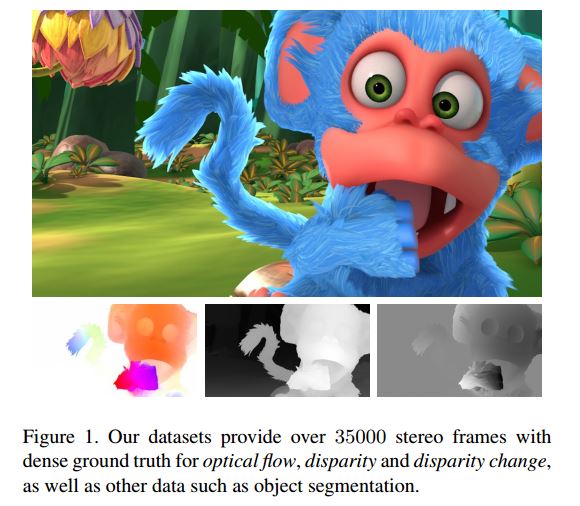 Figure 1. Our datasets provide over 35000 stereo frames with
dense ground truth for optical flow, disparity and disparity change,
as well as other data such as object segmentation.